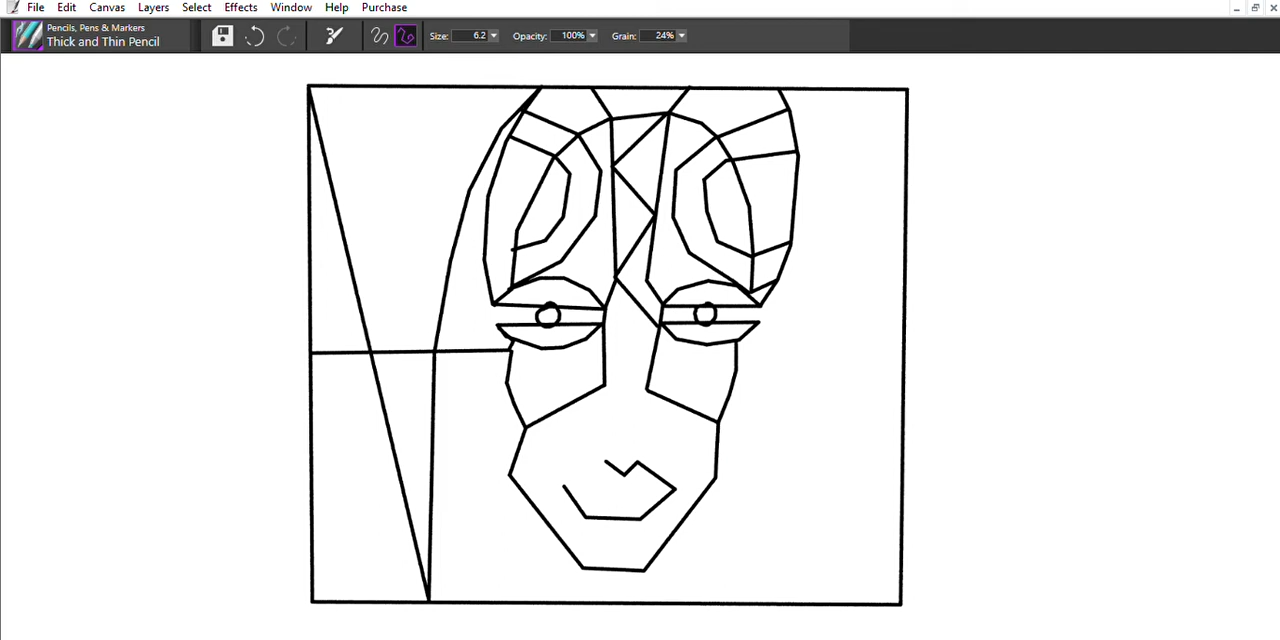 File Edit Canvas Layers Select Effects Window Help Purchase
Pencils, Pens & Markers
Thick and Thin Pencil
Size: 6.2 Opacity: 100% Grain: 24%